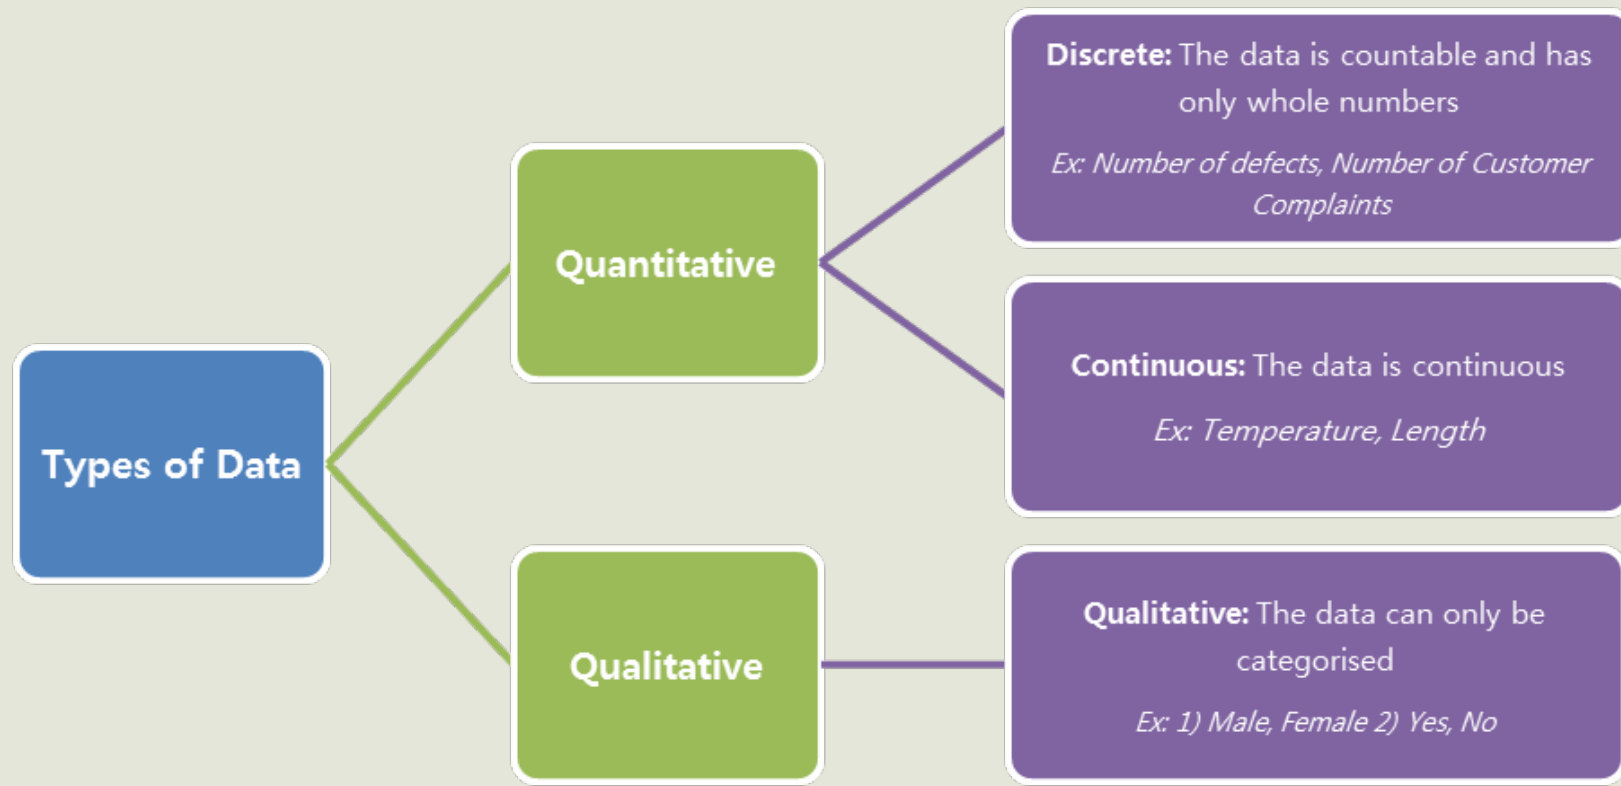 Types of Data
Quantitative
Discrete: The data is countable and has
only whole numbers
Ex: Number of defects, Number of Customer
Complaints
Continuous: The data is continuous
Ex: Temperature, Length
Qualitative
Qualitative: The data can only be
categorised
Ex: 1) Male, Female 2) Yes, No